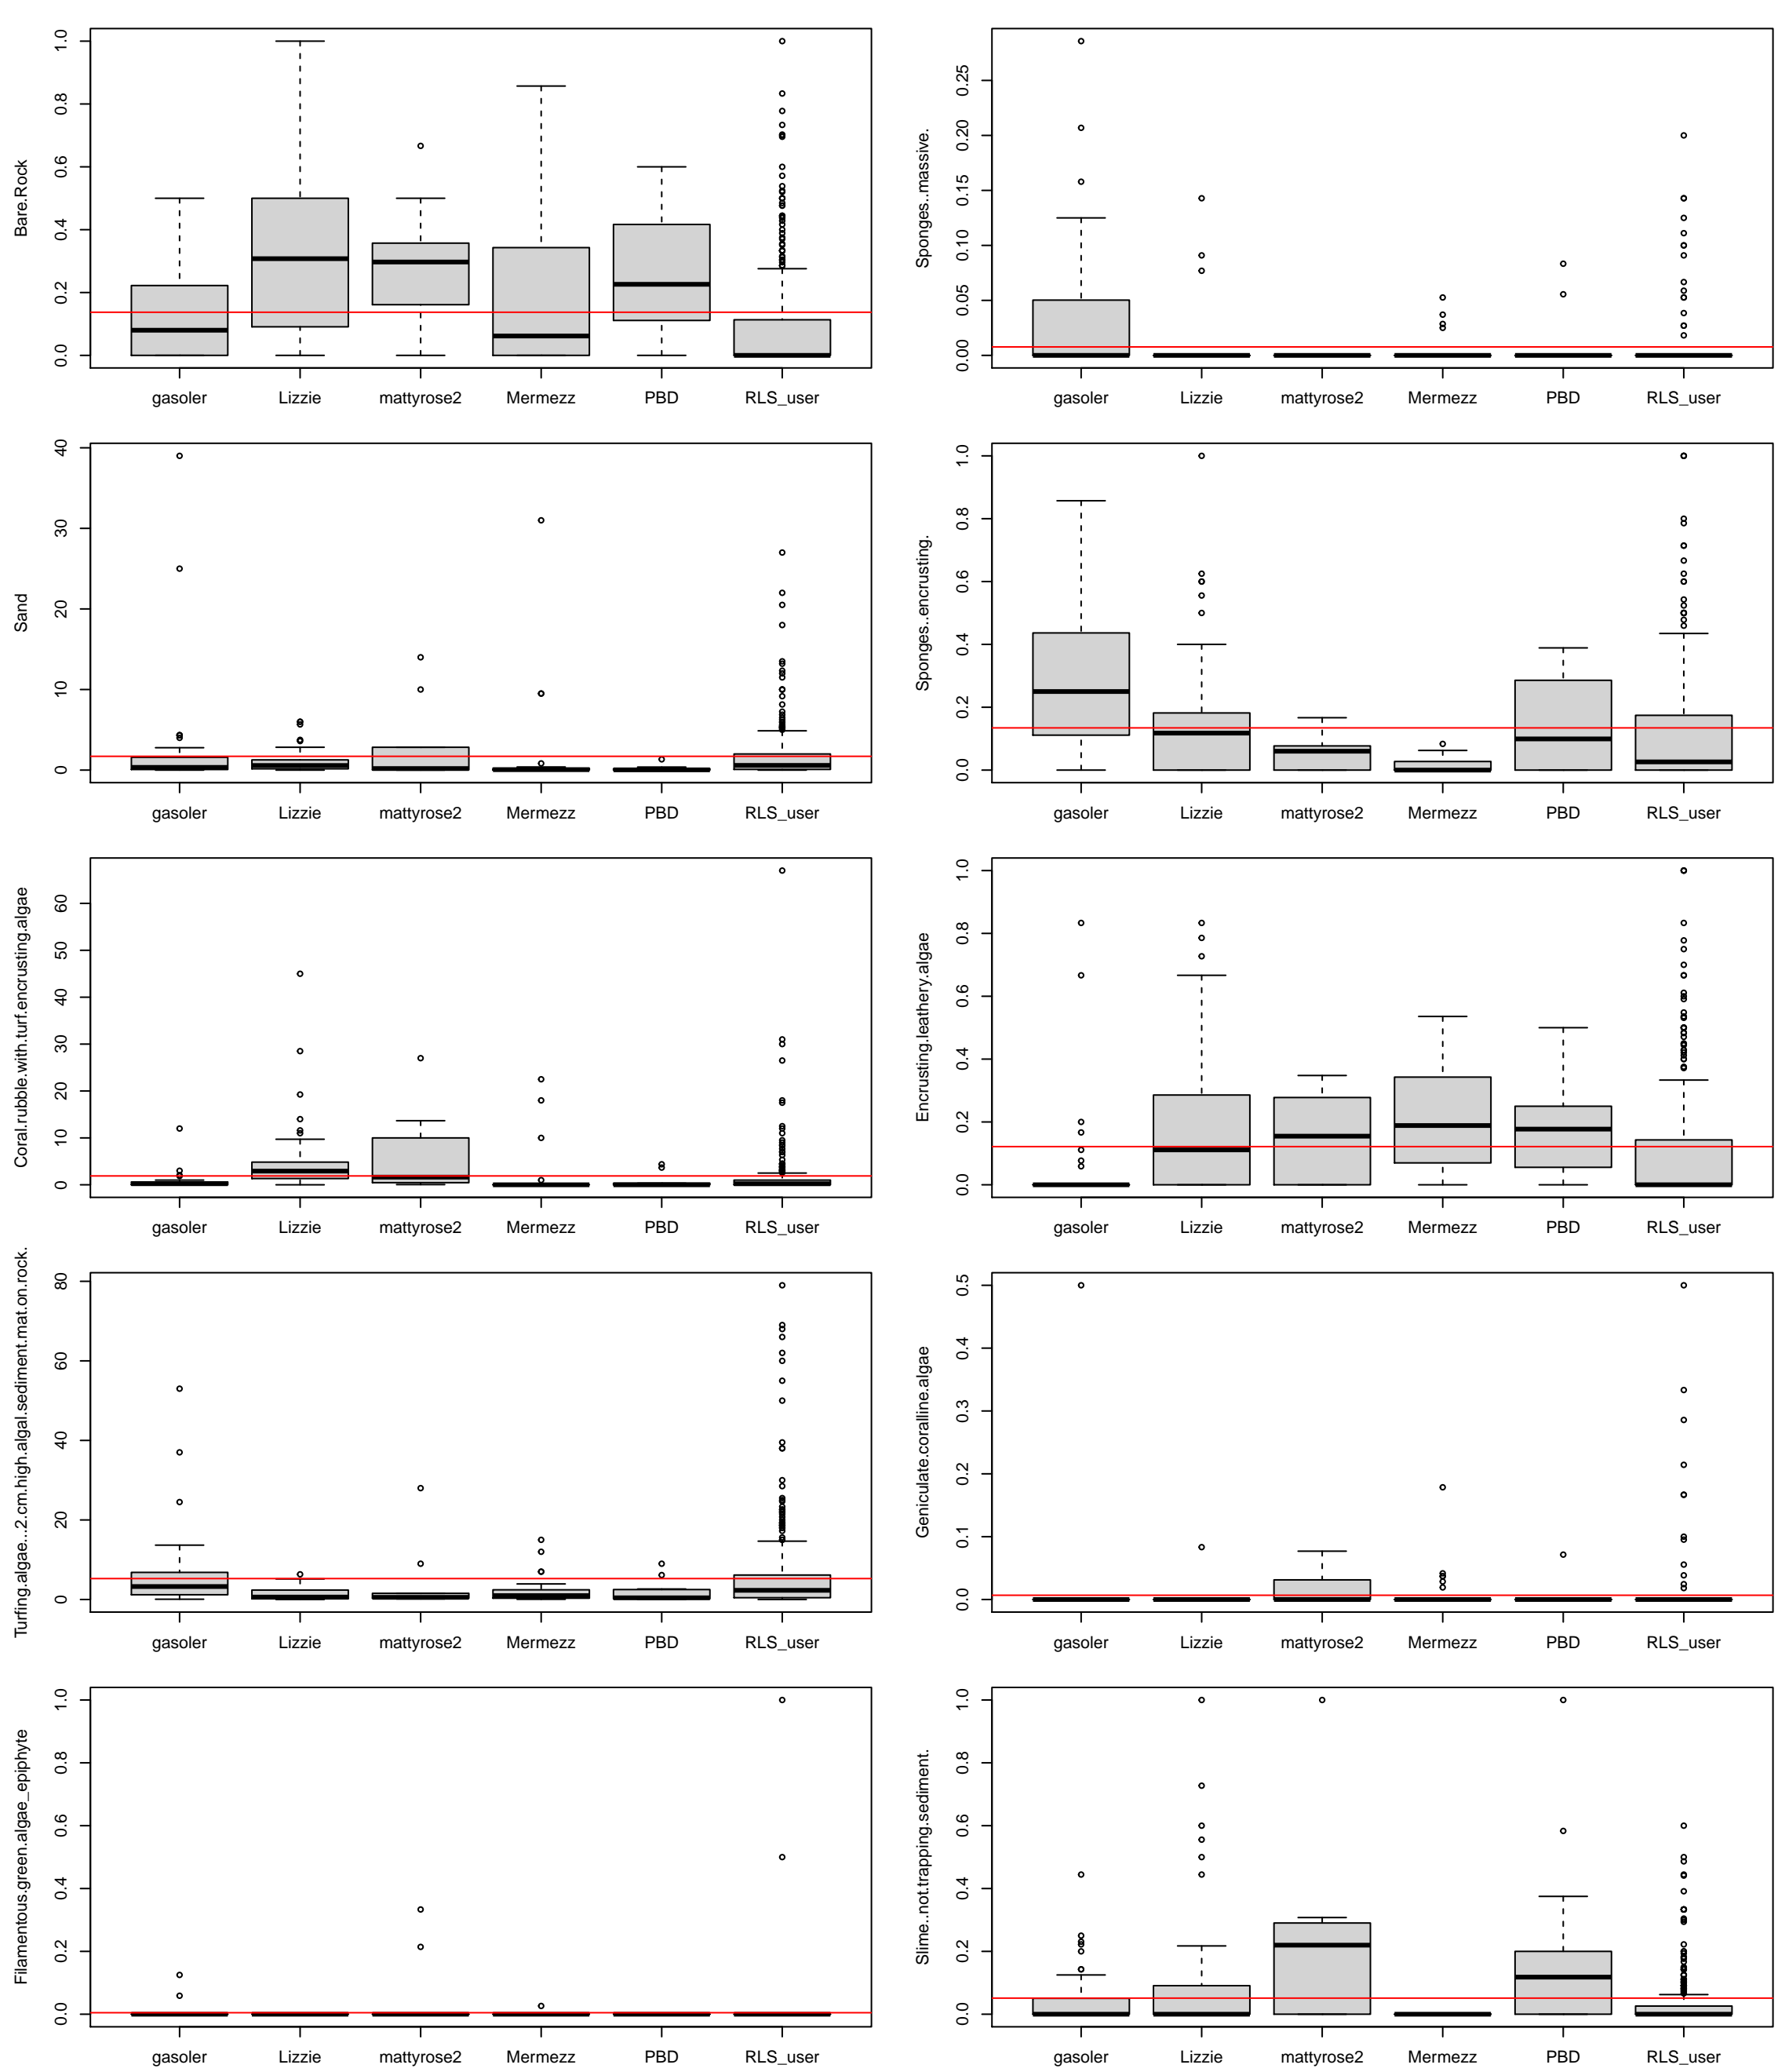 Bare.Rock
0.0 0.2 0.4 0.6 0.8 1.0
gasoler Lizzie mattyrose2 Mermezz PBD RLS_user
Sponges..massive.
0.00 0.05 0.10 0.15 0.20 0.25
gasoler Lizzie mattyrose2 Mermezz PBD RLS_user
Sand
0 10 20 30 40
gasoler Lizzie mattyrose2 Mermezz PBD RLS_user
Sponges..encrusting.
0.0 0.2 0.4 0.6 0.8 1.0
gasoler Lizzie mattyrose2 Mermezz PBD RLS_user
Coral.rubble.with.turf.encrusting.algae
0 10 20 30 40 50 60
gasoler Lizzie mattyrose2 Mermezz PBD RLS_user
Encrusting.leathery.algae
0.0 0.2 0.4 0.6 0.8 1.0
gasoler Lizzie mattyrose2 Mermezz PBD RLS_user
Turfing.algae...2.cm.high.algal.sediment.mat.on.rock.
0 20 40 60 80
gasoler Lizzie mattyrose2 Mermezz PBD RLS_user
Geniculate.coralline.algae
0.0 0.1 0.2 0.3 0.4 0.5
gasoler Lizzie mattyrose2 Mermezz PBD RLS_user
Filamentous.green.algae_epiphyte
0.0 0.2 0.4 0.6 0.8 1.0
gasoler Lizzie mattyrose2 Mermezz PBD RLS_user
Slime..not.trapping.sediment.
0.0 0.2 0.4 0.6 0.8 1.0
gasoler Lizzie mattyrose2 Mermezz PBD RLS_user